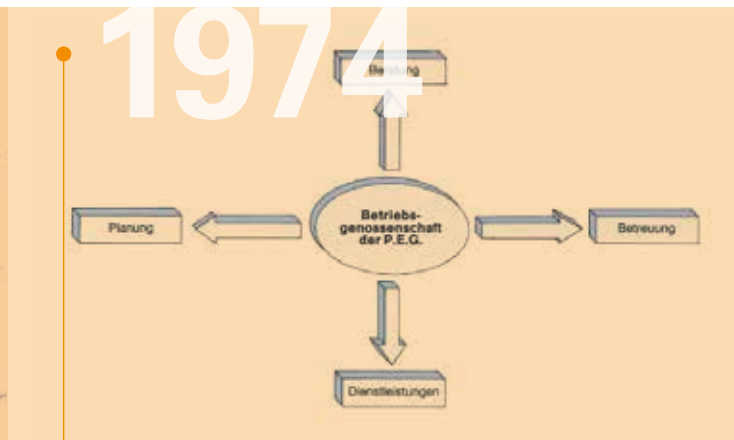 1974
Beratung
Planung
Betriebs-
genossenschaft
der P.E.G.
Betreuung
Dienstleistungen